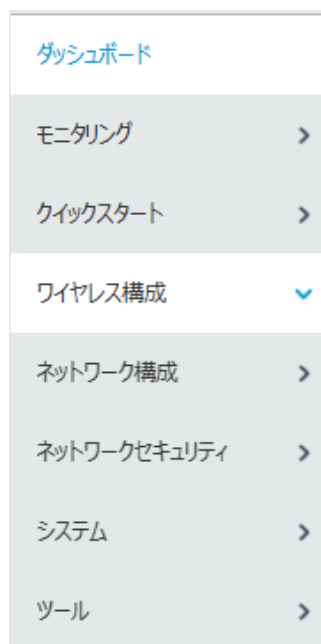 ダッシュボード
モニタリング
クイックスタート
ワイヤレス構成
ネットワーク構成
ネットワークセキュリティ
システム
ツール